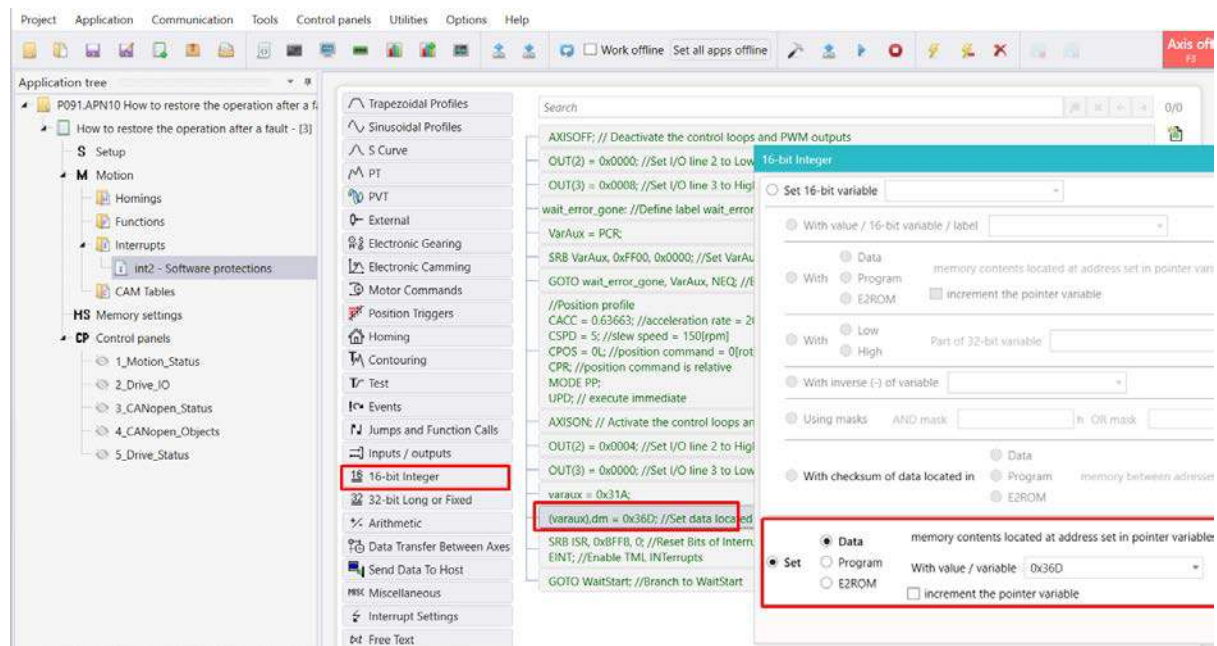 Project Application Communication Tools Control panels Utilities Options Help
Work offline Set all apps offline
Axis off
F5
Application tree
P091.APN10 How to restore the operation after a fa
How to restore the operation after a fault - [3]
S Setup
M Motion
Homings
Functions
Interrupts
int2 - Software protections
CAM Tables
HS Memory settings
CP Control panels
1_Motion_Status
2_Drive_IO
3_CANopen_Status
4_CANopen_Objects
5_Drive_Status
Trapezoidal Profiles
Sinusoidal Profiles
S Curve
PT
PVT
External
Electronic Gearing
Electronic Camming
Motor Commands
Position Triggers
Homing
Contouring
Test
Events
Jumps and Function Calls
Inputs / outputs
16-bit Integer
32-bit Long or Fixed
Arithmetic
Data Transfer Between Axes
Send Data To Host
MISC Miscellaneous
Interrupt Settings
txt Free Text
Search
0/0
AXISOFF; // Deactivate the control loops and PWM outputs
OUT(2) = 0x0000; //Set I/O line 2 to Low
OUT(3) = 0x0008; //Set I/O line 3 to High
wait_error_gone: //Define label wait_error
VarAux = PCR;
SRB VarAux, 0xFF00, 0x0000; //Set VarAu
GOTO wait_error_gone, VarAux, NEQ; //B
//Position profile
CACC = 0.63663; //acceleration rate = 20
CSPD = 5; //slew speed = 150[rpm]
CPOS = 0L; //position command = 0[rot
CPR; //position command is relative
MODE PP;
UPD; // execute immediate
AXISON; // Activate the control loops an
OUT(2) = 0x0004; //Set I/O line 2 to High
OUT(3) = 0x0000; //Set I/O line 3 to Low
varaux = 0x31A;
(varaux),dm = 0x36D; //Set data located
SRB ISR, 0xBFFB, 0; //Reset Bits of Interru
EINT; //Enable TML INTerrupts
GOTO WaitStart; //Branch to WaitStart
16-bit Integer
Set 16-bit variable
With value / 16-bit variable / label
With
Data
Program
E2ROM
memory contents located at address set in pointer vari
increment the pointer variable
With
Low
High
Part of 32-bit variable
With inverse (-) of variable
Using masks AND mask h OR mask
With checksum of data located in
Data
Program
E2ROM
memory between adresses
Set
Data
Program
E2ROM
memory contents located at address set in pointer variables
With value / variable 0x36D
increment the pointer variable